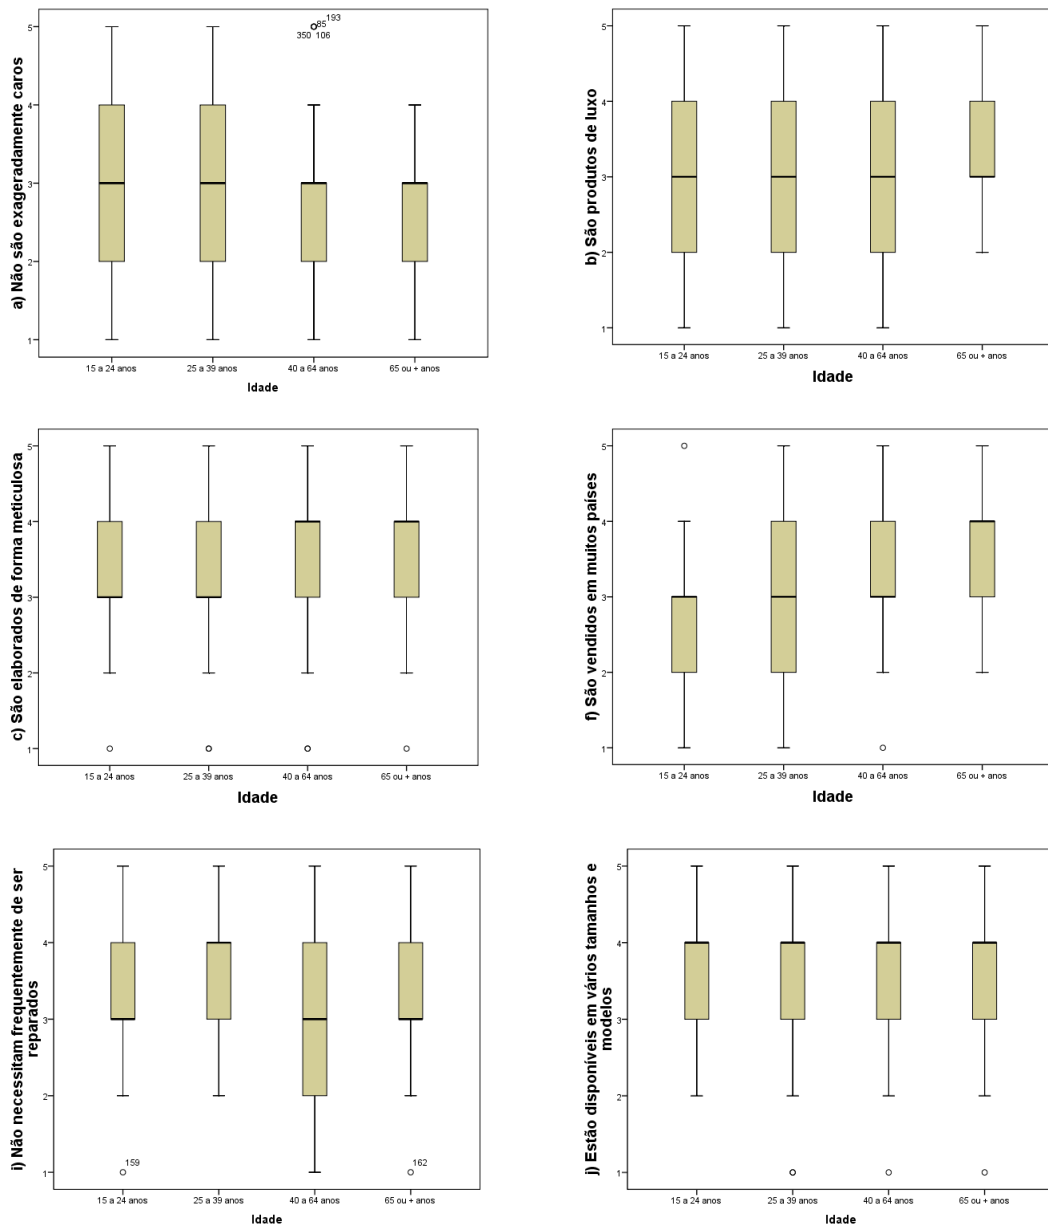 a) Não são exageradamente caros
5
4
3
2
1
193
85
350 106
15 a 24 anos 25 a 39 anos 40 a 64 anos 65 ou + anos
Idade
b) São produtos de luxo
5
4
3
2
1
15 a 24 anos 25 a 39 anos 40 a 64 anos 65 ou + anos
Idade
c) São elaborados de forma meticulosa
5
4
3
2
1
15 a 24 anos 25 a 39 anos 40 a 64 anos 65 ou + anos
Idade
f) São vendidos em muitos países
5
4
3
2
1
15 a 24 anos 25 a 39 anos 40 a 64 anos 65 ou + anos
Idade
i) Não necessitam frequentemente de ser
reparados
5
4
3
2
1
159
162
15 a 24 anos 25 a 39 anos 40 a 64 anos 65 ou + anos
Idade
j) Estão disponíveis em vários tamanhos e
modelos
5
4
3
2
1
15 a 24 anos 25 a 39 anos 40 a 64 anos 65 ou + anos
Idade